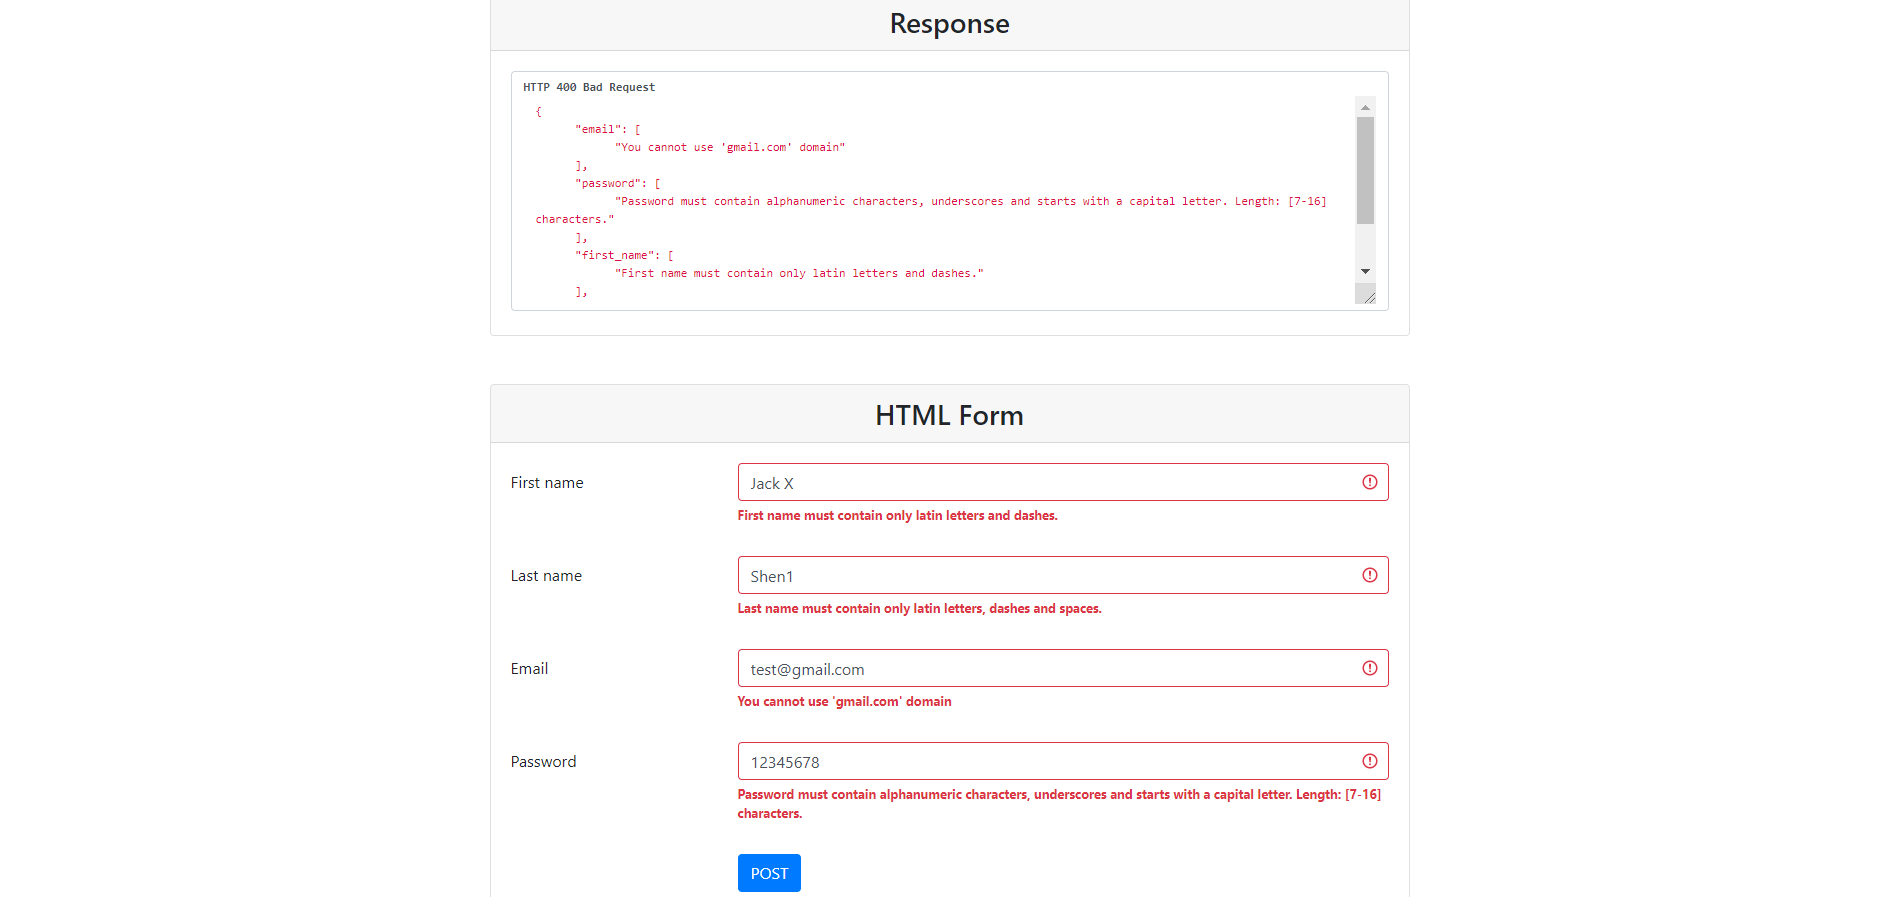 Response
HTTP 400 Bad Request
{
"email": [
"You cannot use 'gmail.com' domain"
],
"password": [
"Password must contain alphanumeric characters, underscores and starts with a capital letter. Length: [7-16]
characters."
],
"first_name": [
"First name must contain only latin letters and dashes."
],
HTML Form
First name
Jack X
First name must contain only latin letters and dashes.
Last name
Shen1
Last name must contain only latin letters, dashes and spaces.
Email
test@gmail.com
You cannot use 'gmail.com' domain
Password
12345678
Password must contain alphanumeric characters, underscores and starts with a capital letter. Length: [7-16]
characters.
POST